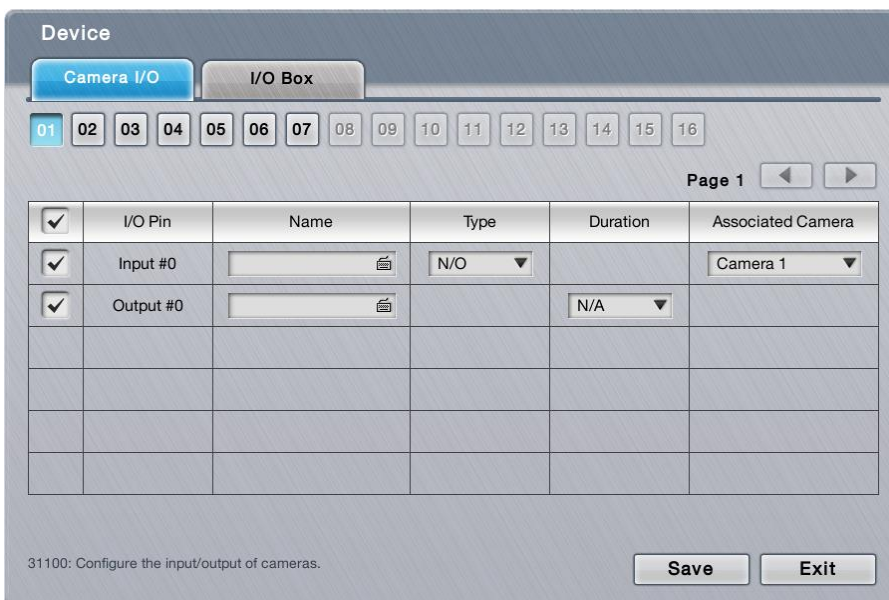 Device
Camera I/O I/O Box
01 02 03 04 05 06 07 08 09 10 11 12 13 14 15 16
Page 1
I/O Pin Name Type Duration Associated Camera
Input #0 N/O Camera 1
Output #0 N/A
31100: Configure the input/output of cameras. Save Exit